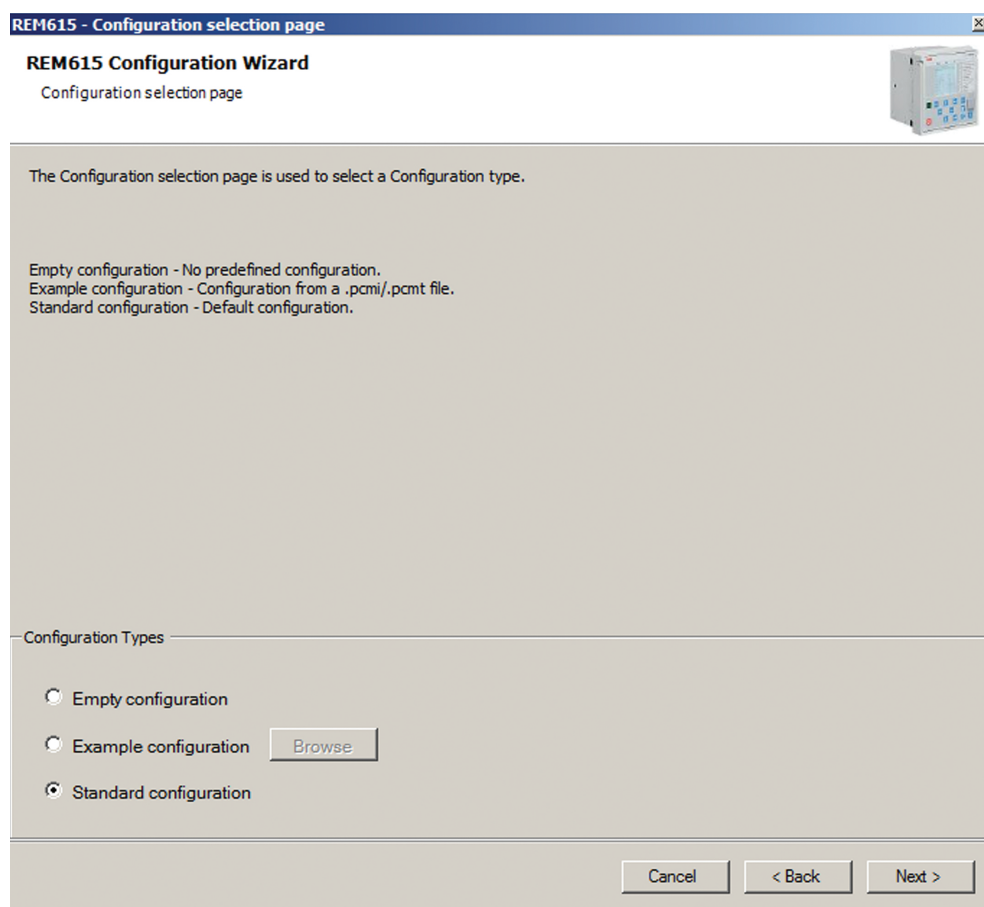 REM615 - Configuration selection page
REM615 Configuration Wizard
Configuration selection page
The Configuration selection page is used to select a Configuration type.
Empty configuration - No predefined configuration.
Example configuration - Configuration from a .pcmi/.pcmt file.
Standard configuration - Default configuration.
Configuration Types
Empty configuration
Example configuration Browse
Standard configuration
Cancel < Back Next >